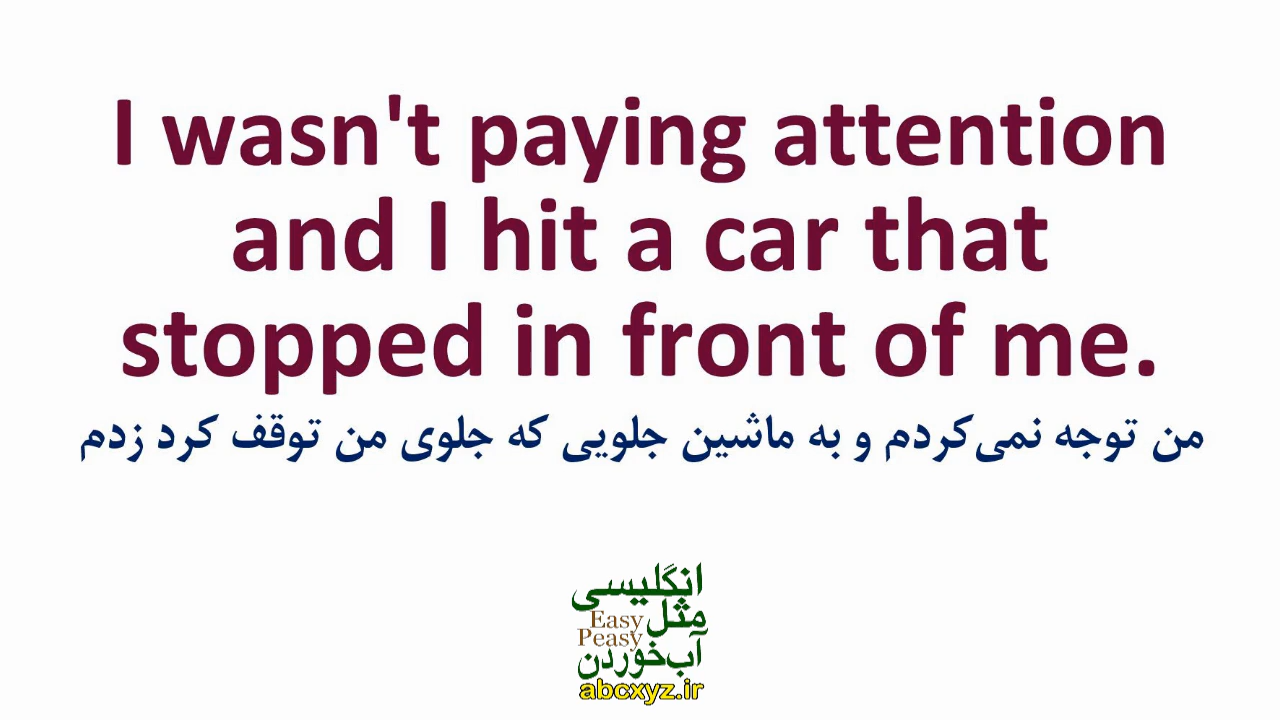 I wasn't paying attention
and I hit a car that
stopped in front of me.
من توجه نمی‌کردم و به ماشین جلویی که جلوی من توقف کرد زدم
انگلیسی
مثل
Easy
Peasy
آب‌خوردن
abcxyz.ir